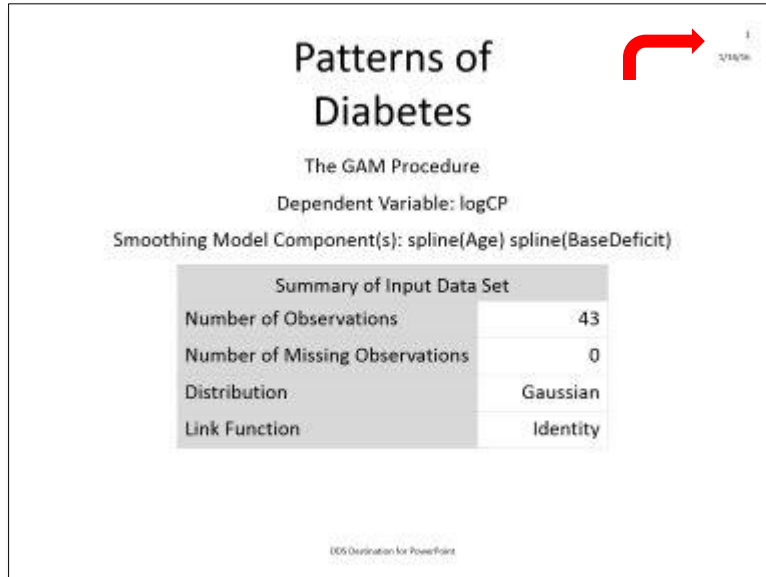 1
Patterns of
Diabetes
The GAM Procedure
Dependent Variable: logCP
Smoothing Model Component(s): spline(Age) spline(BaseDeficit)
Summary of Input Data Set
Number of Observations 43
Number of Missing Observations 0
Distribution Gaussian
Link Function Identity
ODS Destination for PowerPoint